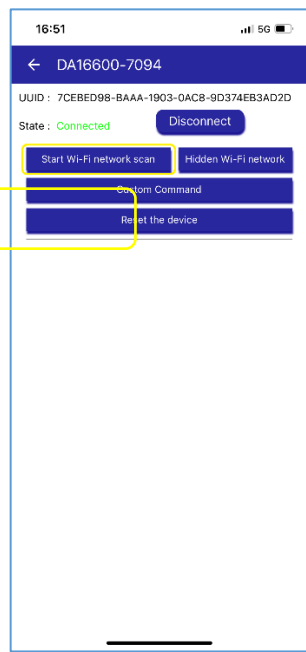 16:51 5G
← DA16600-7094
UUID : 7CEBED98-BAAA-1903-0AC8-9D374EB3AD2D
State : Connected Disconnect
Start Wi-Fi network scan Hidden Wi-Fi network
Custom Command
Reset the device